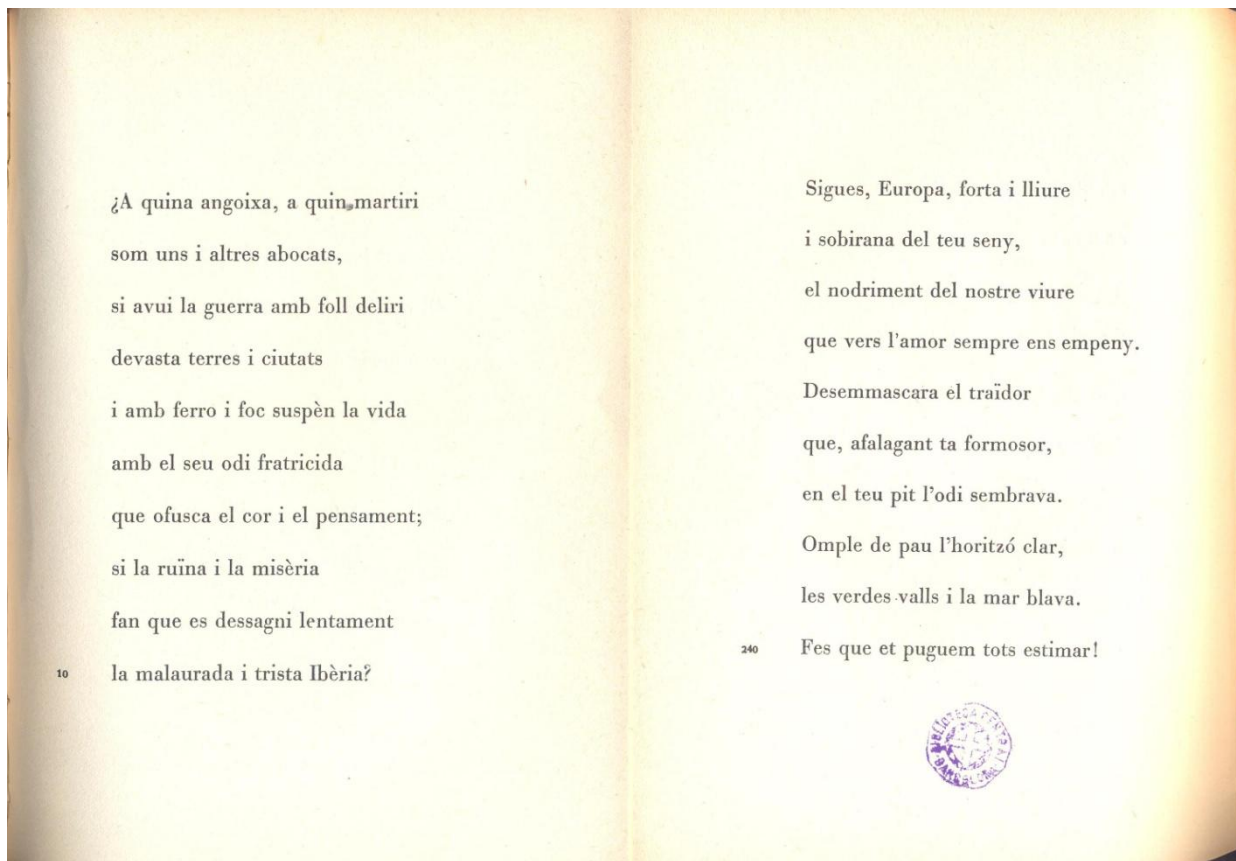 ¿A quina angoixa, a quin martiri
som uns i altres abocats,
si avui la guerra amb foll deliri
devasta terres i ciutats
i amb ferro i foc suspèn la vida
amb el seu odi fratricida
que ofusca el cor i el pensament;
si la ruïna i la misèria
fan que es dessagni lentament
10 la malaurada i trista Ibèria?
Sigues, Europa, forta i lliure
i sobirana del teu seny,
el nodriment del nostre viure
que vers l'amor sempre ens empeny.
Desemmascara el traïdor
que, afalagant ta formosor,
en el teu pit l'odi sembrava.
Omple de pau l'horitzó clar,
les verdes valls i la mar blava.
240 Fes que et puguem tots estimar!
BIBLIOTECA CENTRAL
BARCELONA